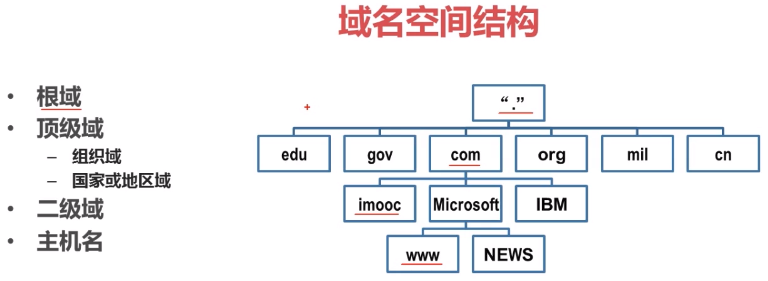 域名空间结构
• 根域
• 顶级域
– 组织域
– 国家或地区域
• 二级域
• 主机名
“.”
edu gov com org mil cn
imooc Microsoft IBM
www NEWS